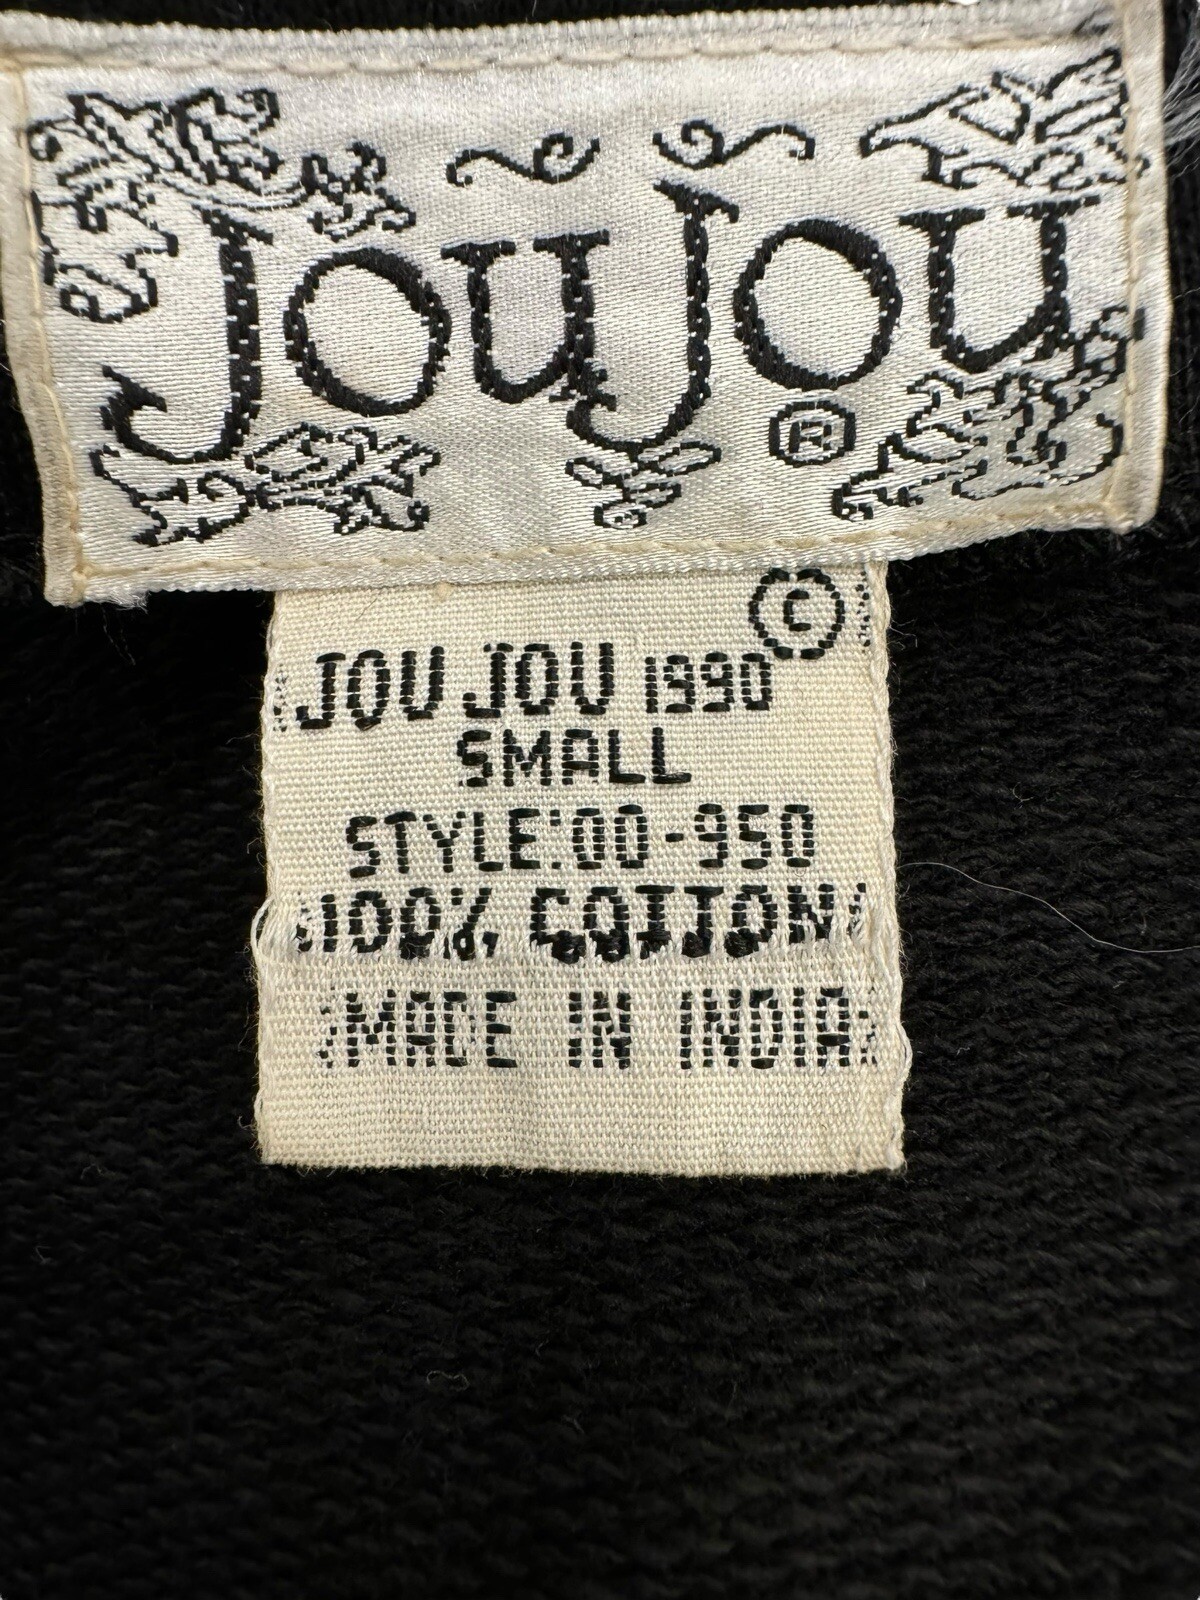 JouJou
®
©
JOU JOU 1990
SMALL
STYLE:00-950
100% COTTON
MADE IN INDIA